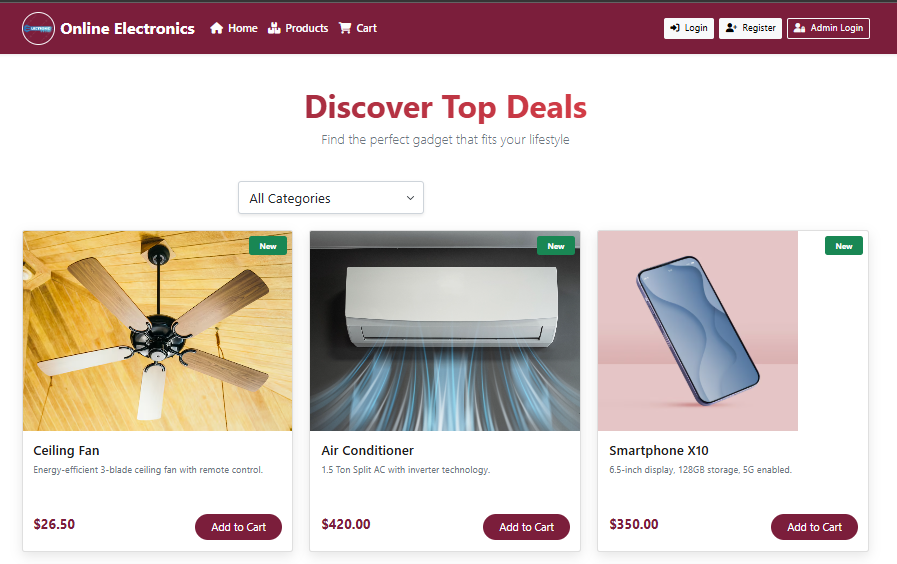 Online Electronics Home Products Cart Login Register Admin Login
Discover Top Deals
Find the perfect gadget that fits your lifestyle
All Categories
New New New
Ceiling Fan
Energy-efficient 3-blade ceiling fan with remote control.
$26.50 Add to Cart
Air Conditioner
1.5 Ton Split AC with inverter technology.
$420.00 Add to Cart
Smartphone X10
6.5-inch display, 128GB storage, 5G enabled.
$350.00 Add to Cart